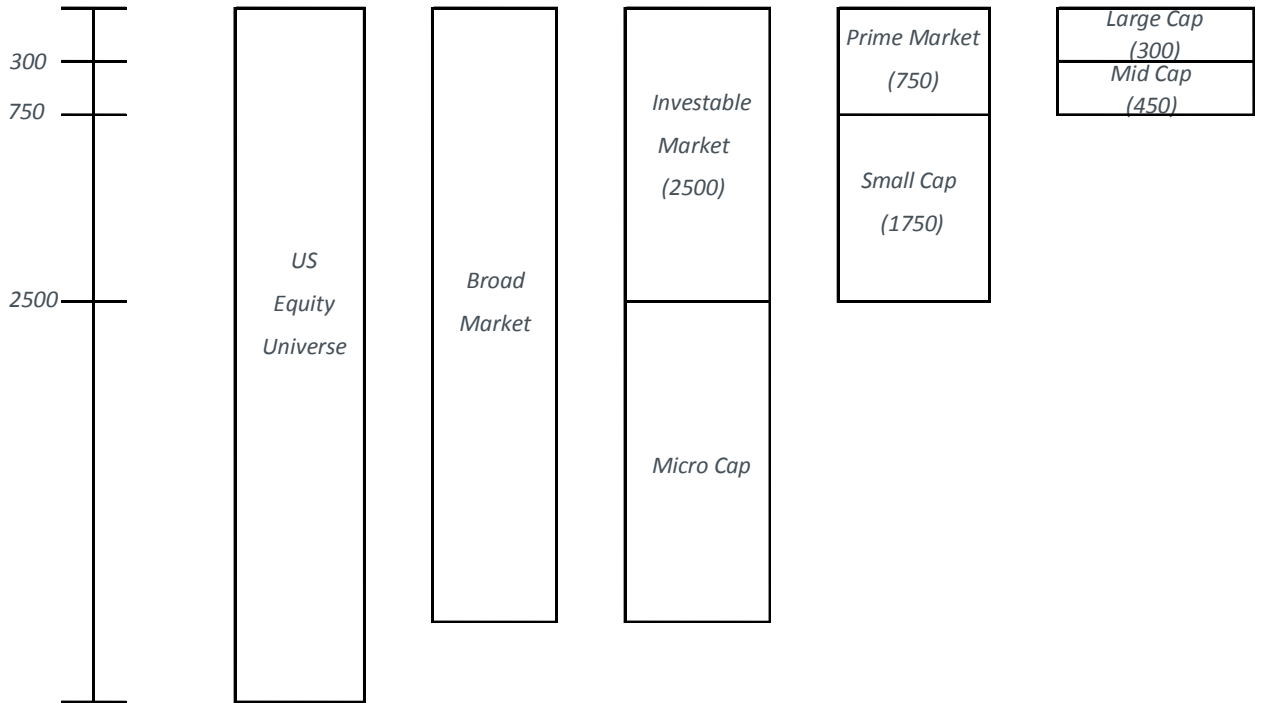 300
750
2500
US
Equity
Universe
Broad
Market
Investable
Market
(2500)
Micro Cap
Prime Market
(750)
Small Cap
(1750)
Large Cap
(300)
Mid Cap
(450)